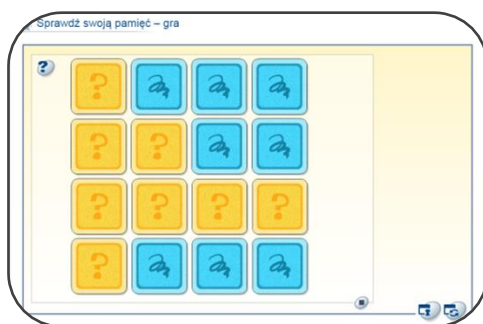 Sprawdź swoją pamięć – gra
?
? a a a
? ? a a
? ? ? ?
? a a a